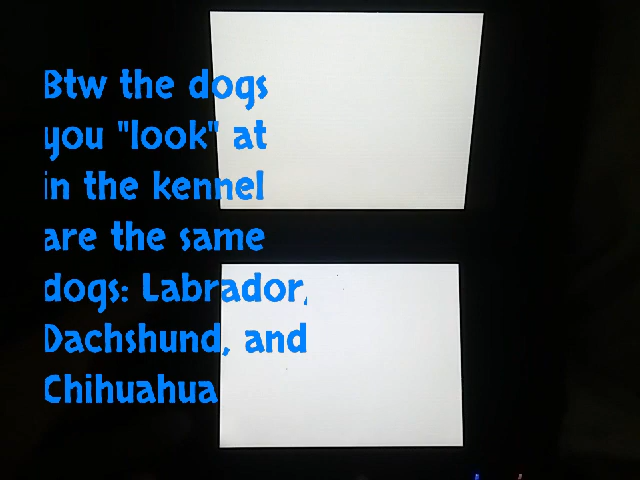 Btw the dogs
you "look" at
in the kennel
are the same
dogs: Labrador,
Dachshund, and
Chihuahua